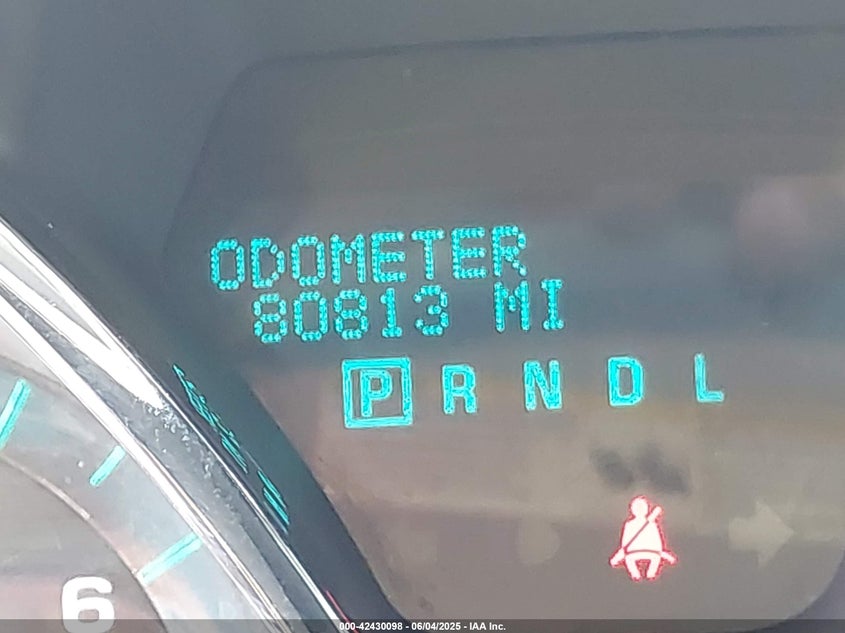 ODOMETER
80813 MI
P R N D L
6
000-42430098 - 06/04/2025 - IAA Inc.